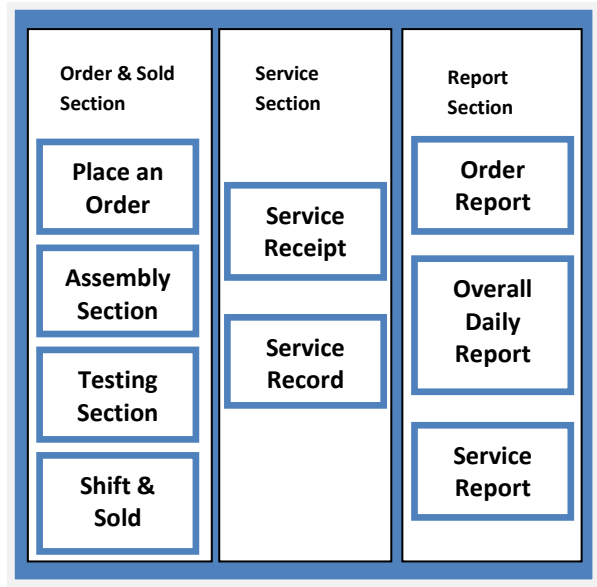 Order & Sold
Section
Place an
Order
Assembly
Section
Testing
Section
Shift &
Sold
Service
Section
Service
Receipt
Service
Record
Report
Section
Order
Report
Overall
Daily
Report
Service
Report